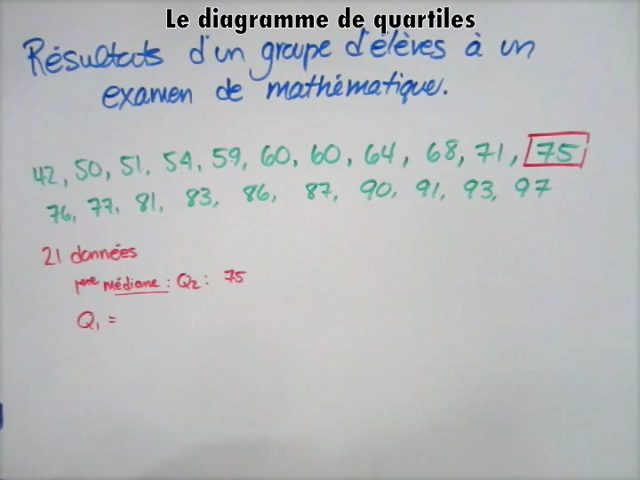 Le diagramme de quartiles
Résultats d'un groupe d'élèves à un
examen de mathématique.
42, 50, 51, 54, 59, 60, 60, 64, 68, 71, 75
76, 77, 81, 83, 86, 87, 90, 91, 93, 97
21 données
1ère médiane : Q2 : 75
Q1 =